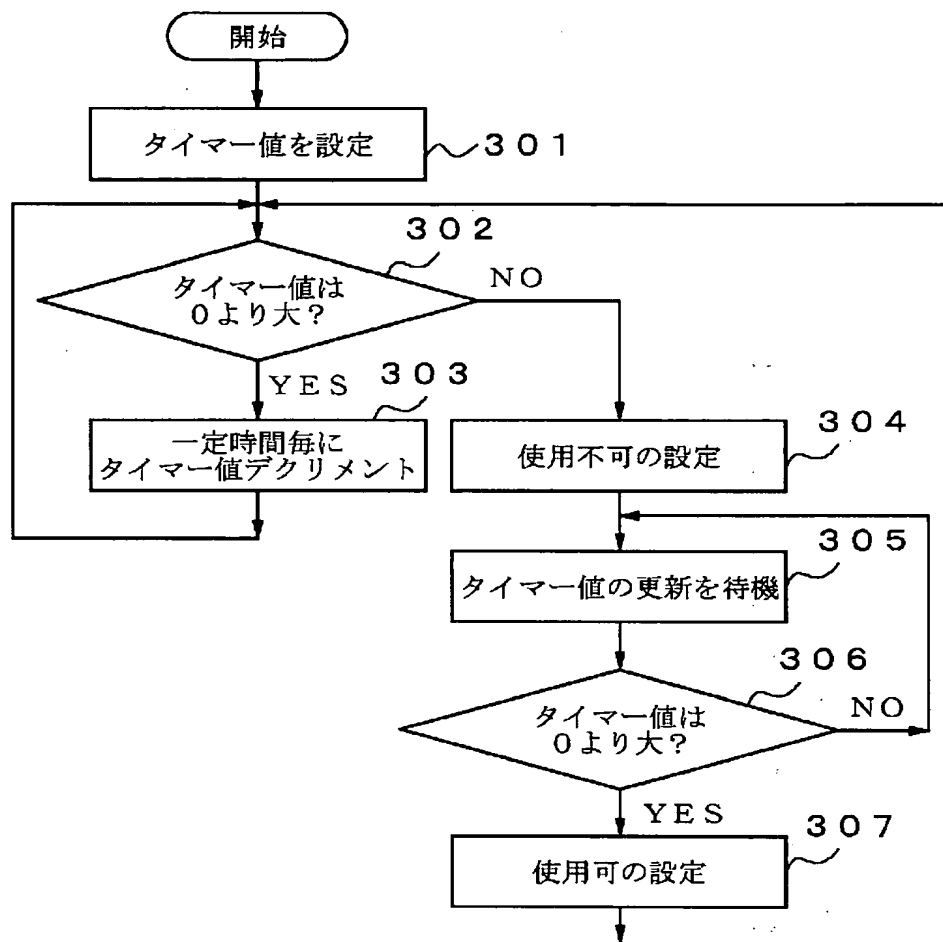 開始
タイマー値を設定
３０１
３０２
タイマー値は
０より大？
ＮＯ
ＹＥＳ
３０３
一定時間毎に
タイマー値デクリメント
３０４
使用不可の設定
３０５
タイマー値の更新を待機
３０６
タイマー値は
０より大？
ＮＯ
ＹＥＳ
３０７
使用可の設定